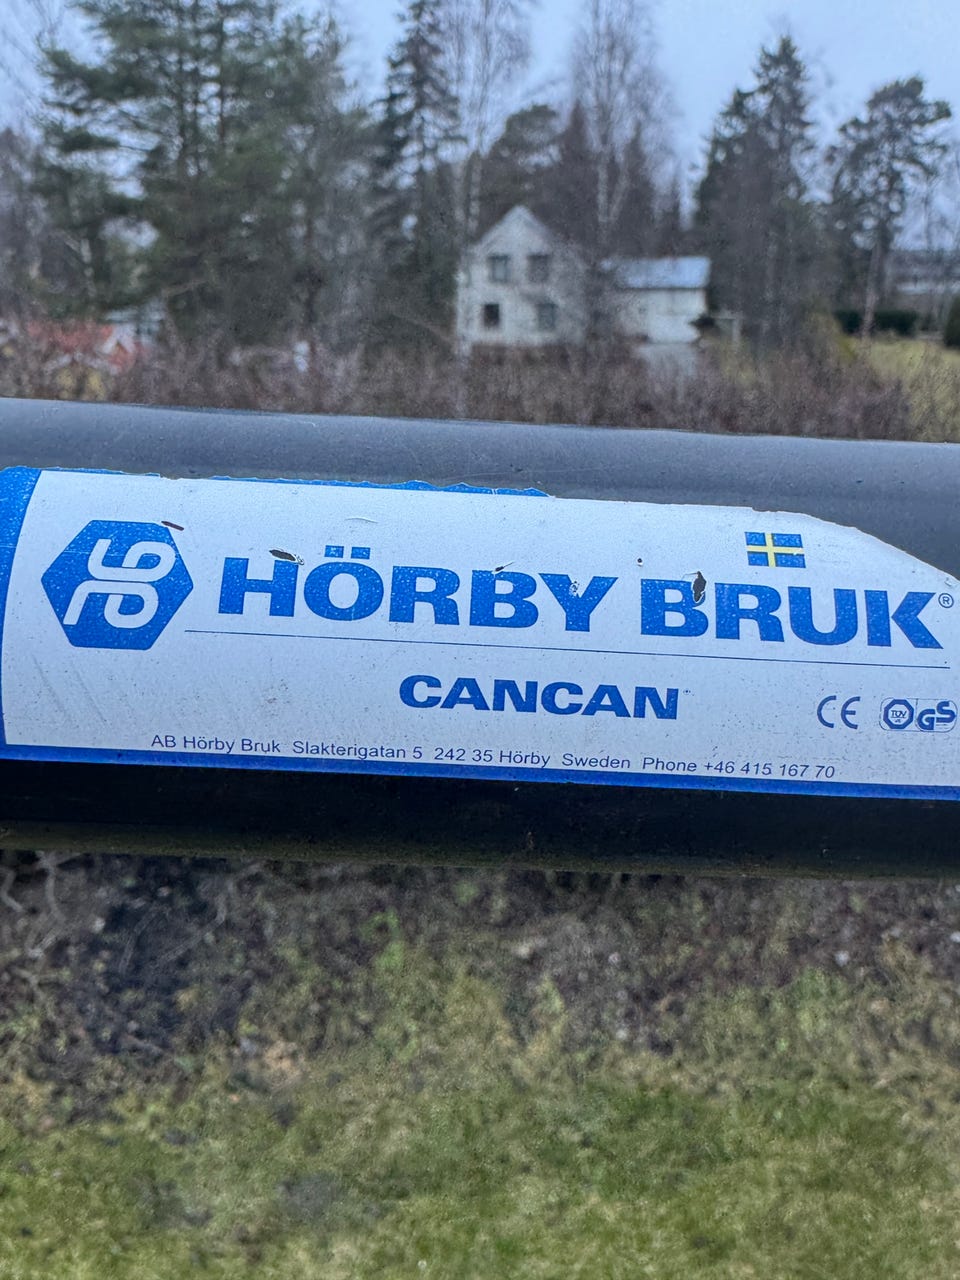 HÖRBY BRUK®
CANCAN
CE TÜV GS
AB Hörby Bruk Slakterigatan 5 242 35 Hörby Sweden Phone +46 415 167 70